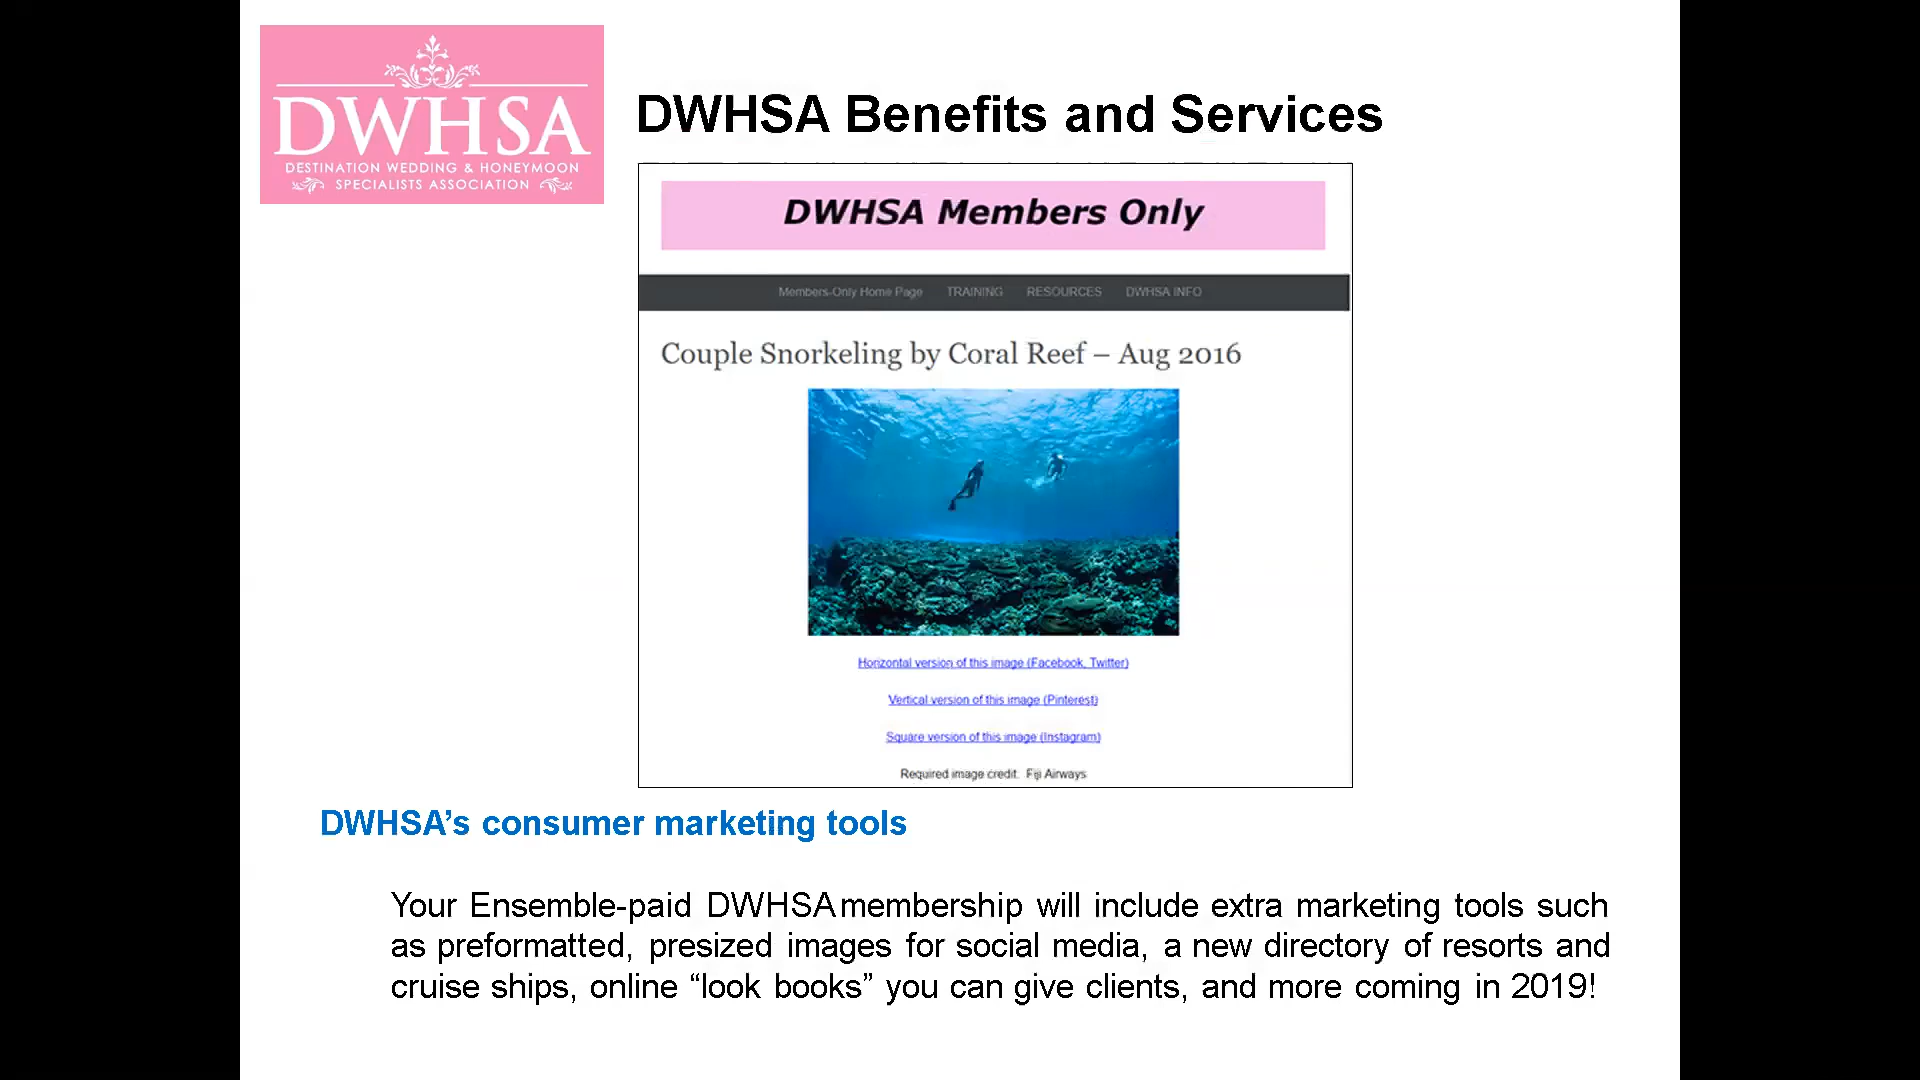 DWHSA
DESTINATION WEDDING & HONEYMOON
SPECIALISTS ASSOCIATION
DWHSA Benefits and Services
DWHSA Members Only
Members-Only Home Page TRAINING RESOURCES DWHSA INFO
Couple Snorkeling by Coral Reef – Aug 2016
Horizontal version of this image (Facebook, Twitter)
Vertical version of this image (Pinterest)
Square version of this image (Instagram)
Required image credit: Fiji Airways
DWHSA’s consumer marketing tools
Your Ensemble-paid DWHSA membership will include extra marketing tools such
as preformatted, presized images for social media, a new directory of resorts and
cruise ships, online “look books” you can give clients, and more coming in 2019!